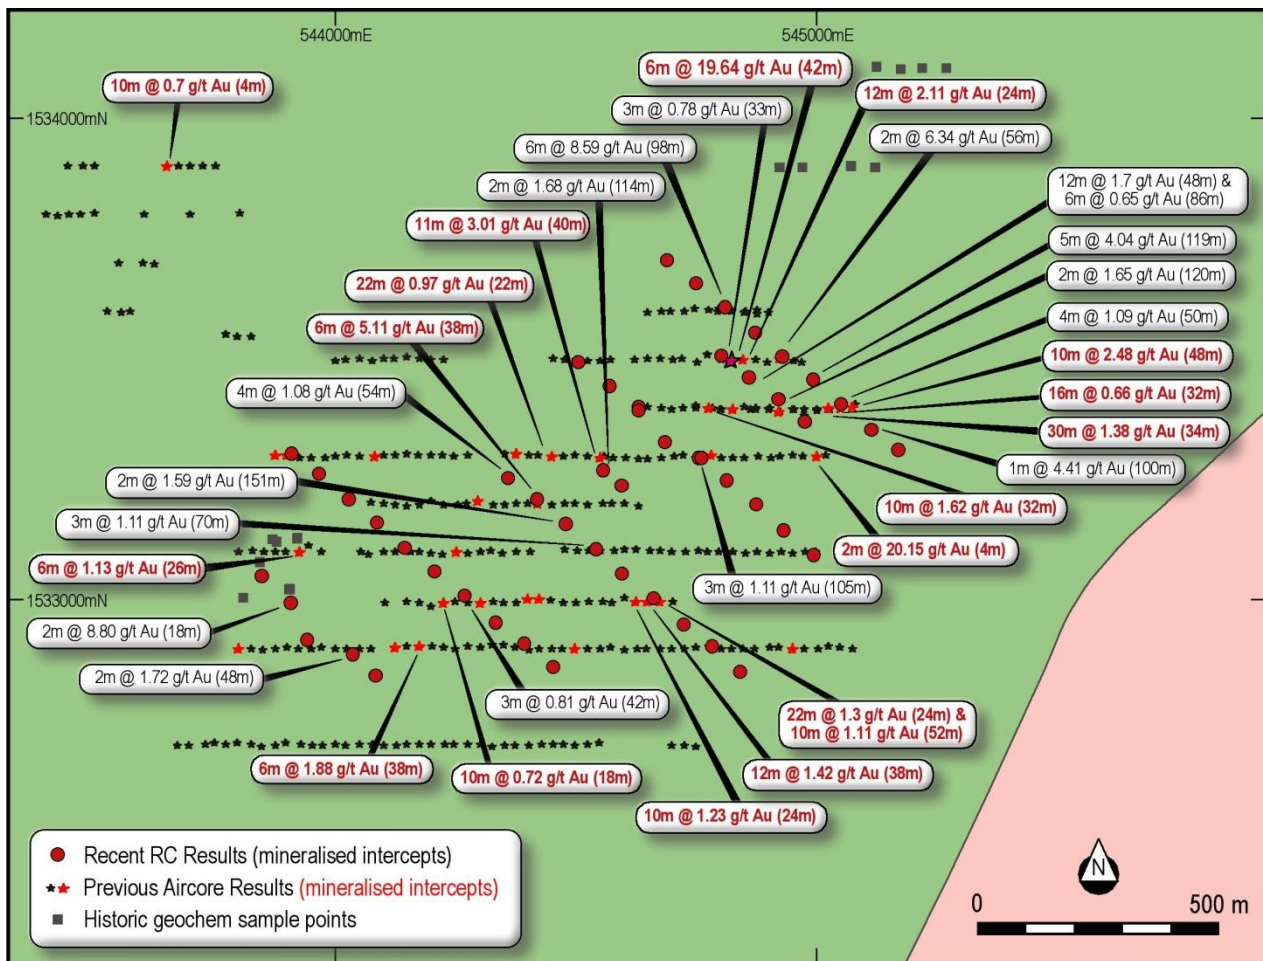 544000mE
545000mE
6m @ 19.64 g/t Au (42m)
10m @ 0.7 g/t Au (4m)
12m @ 2.11 g/t Au (24m)
3m @ 0.78 g/t Au (33m)
1534000mN
2m @ 6.34 g/t Au (56m)
6m @ 8.59 g/t Au (98m)
2m @ 1.68 g/t Au (114m)
12m @ 1.7 g/t Au (48m) &
6m @ 0.65 g/t Au (86m)
11m @ 3.01 g/t Au (40m)
5m @ 4.04 g/t Au (119m)
2m @ 1.65 g/t Au (120m)
22m @ 0.97 g/t Au (22m)
4m @ 1.09 g/t Au (50m)
6m @ 5.11 g/t Au (38m)
10m @ 2.48 g/t Au (48m)
4m @ 1.08 g/t Au (54m)
16m @ 0.66 g/t Au (32m)
30m @ 1.38 g/t Au (34m)
1m @ 4.41 g/t Au (100m)
2m @ 1.59 g/t Au (151m)
10m @ 1.62 g/t Au (32m)
3m @ 1.11 g/t Au (70m)
2m @ 20.15 g/t Au (4m)
6m @ 1.13 g/t Au (26m)
3m @ 1.11 g/t Au (105m)
1533000mN
2m @ 8.80 g/t Au (18m)
2m @ 1.72 g/t Au (48m)
3m @ 0.81 g/t Au (42m)
22m @ 1.3 g/t Au (24m) &
10m @ 1.11 g/t Au (52m)
6m @ 1.88 g/t Au (38m)
10m @ 0.72 g/t Au (18m)
12m @ 1.42 g/t Au (38m)
10m @ 1.23 g/t Au (24m)
Recent RC Results (mineralised intercepts)
Previous Aircore Results (mineralised intercepts)
Historic geochem sample points
N
0 500 m